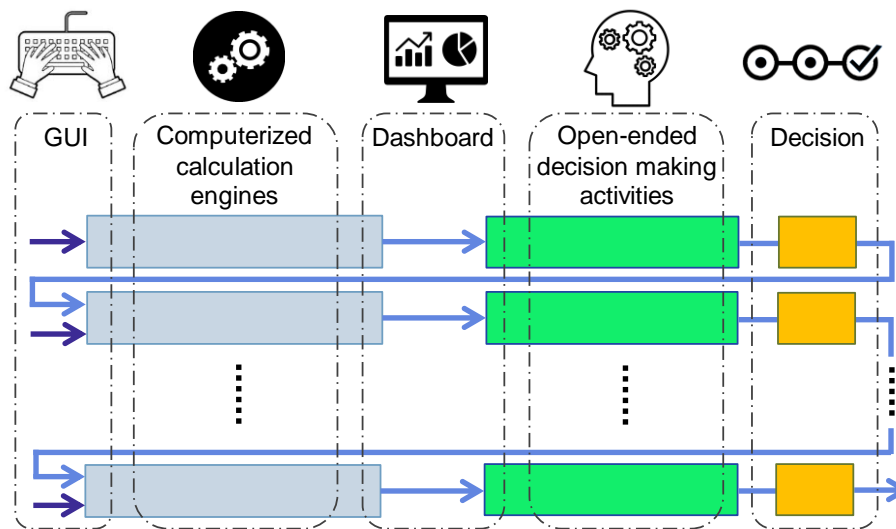 GUI
Computerized
calculation
engines
Dashboard
Open-ended
decision making
activities
Decision